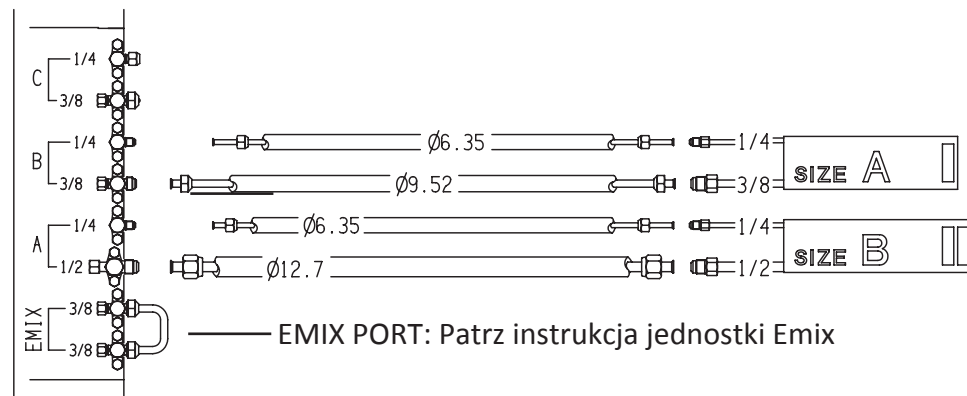 C
1/4
3/8
B
1/4
3/8
A
1/4
1/2
EMIX
3/8
3/8
Ø6.35
1/4
Ø9.52
3/8
SIZE A
Ø6.35
1/4
Ø12.7
1/2
SIZE B
EMIX PORT: Patrz instrukcja jednostki Emix